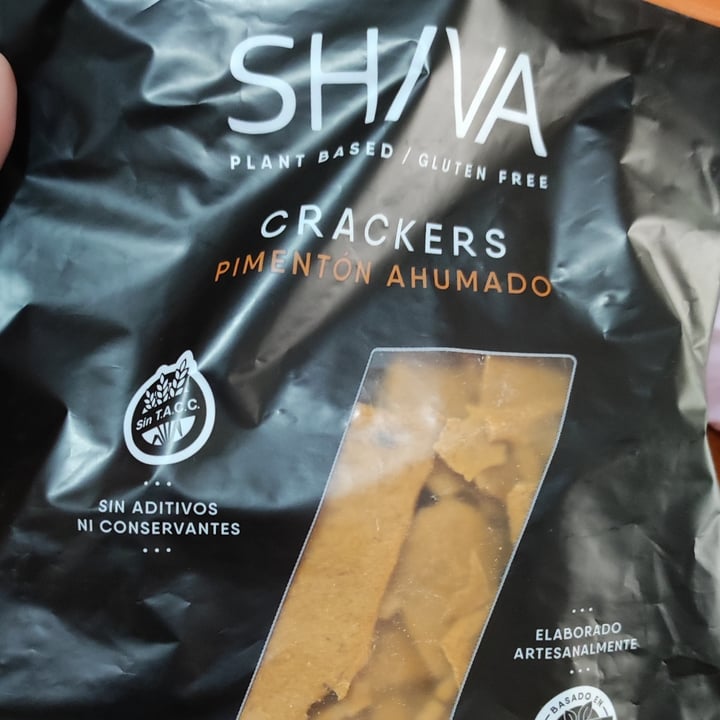 SHIVA
PLANT BASED / GLUTEN FREE
CRACKERS
PIMENTÓN AHUMADO
Sin T.A.C.C.
SIN ADITIVOS
NI CONSERVANTES
ELABORADO
ARTESANALMENTE
BASADO EN